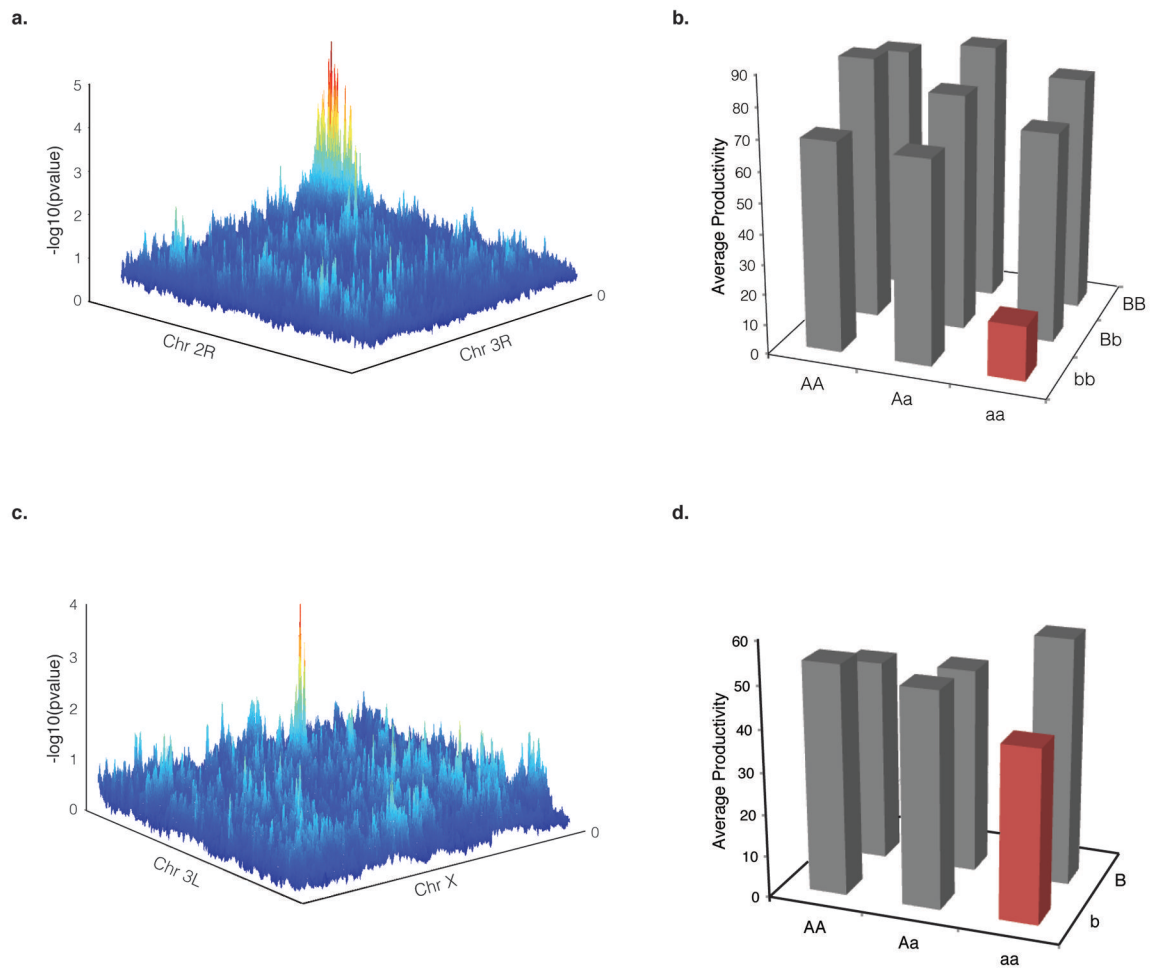 a.
-log10(pvalue)
5
4
3
2
1
0
Chr 2R
Chr 3R
0
b.
Average Productivity
90
80
70
60
50
40
30
20
10
0
AA
Aa
aa
bb
Bb
BB
c.
-log10(pvalue)
4
3
2
1
0
Chr 3L
Chr X
0
d.
Average Productivity
60
50
40
30
20
10
0
AA
Aa
aa
b
B